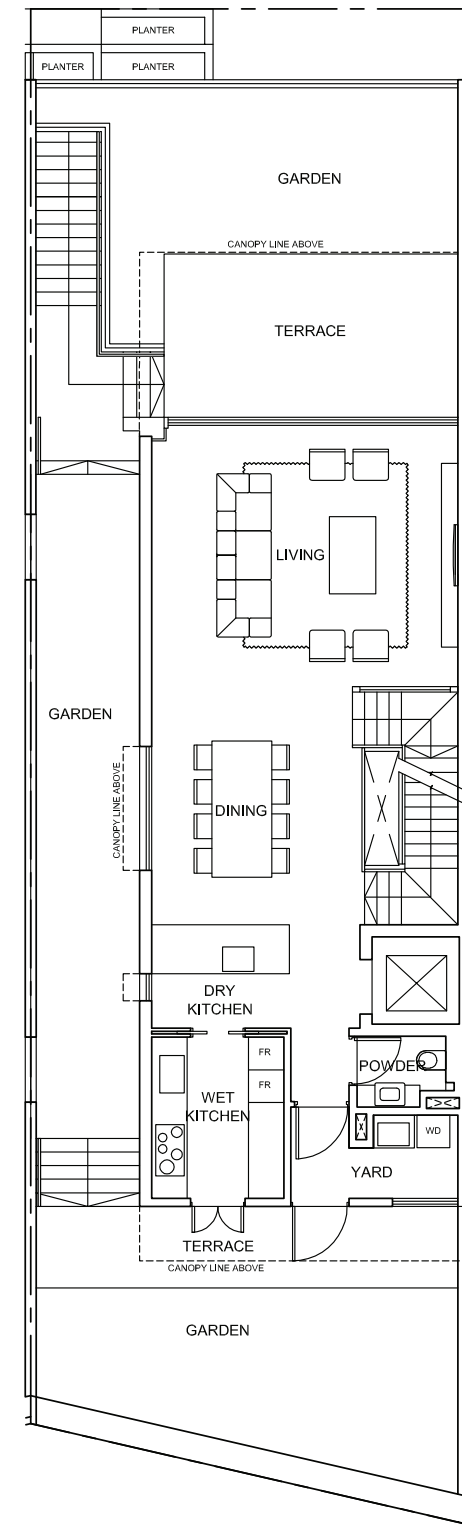 PLANTER
PLANTER
PLANTER
GARDEN
CANOPY LINE ABOVE
TERRACE
LIVING
GARDEN
CANOPY LINE ABOVE
DINING
DRY
KITCHEN
FR
POWDER
FR
WET
KITCHEN
WD
YARD
TERRACE
CANOPY LINE ABOVE
GARDEN